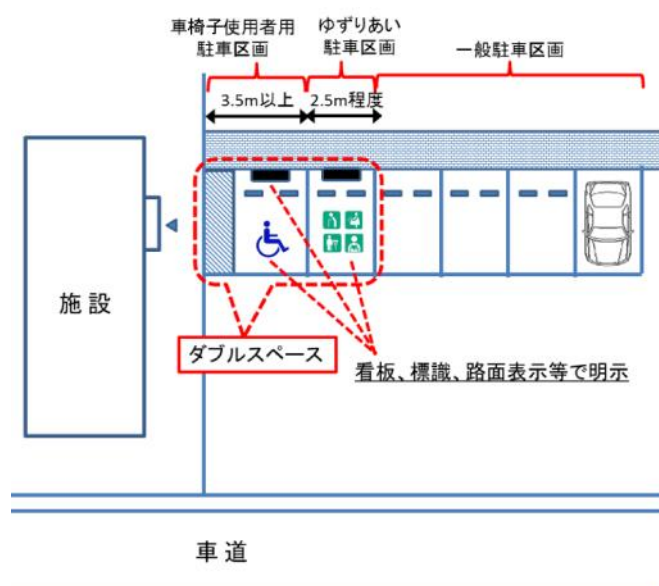 車椅子使用者用
駐車区画
ゆずりあい
駐車区画
一般駐車区画
3.5m以上
2.5m程度
施設
ダブルスペース
看板、標識、路面表示等で明示
車道